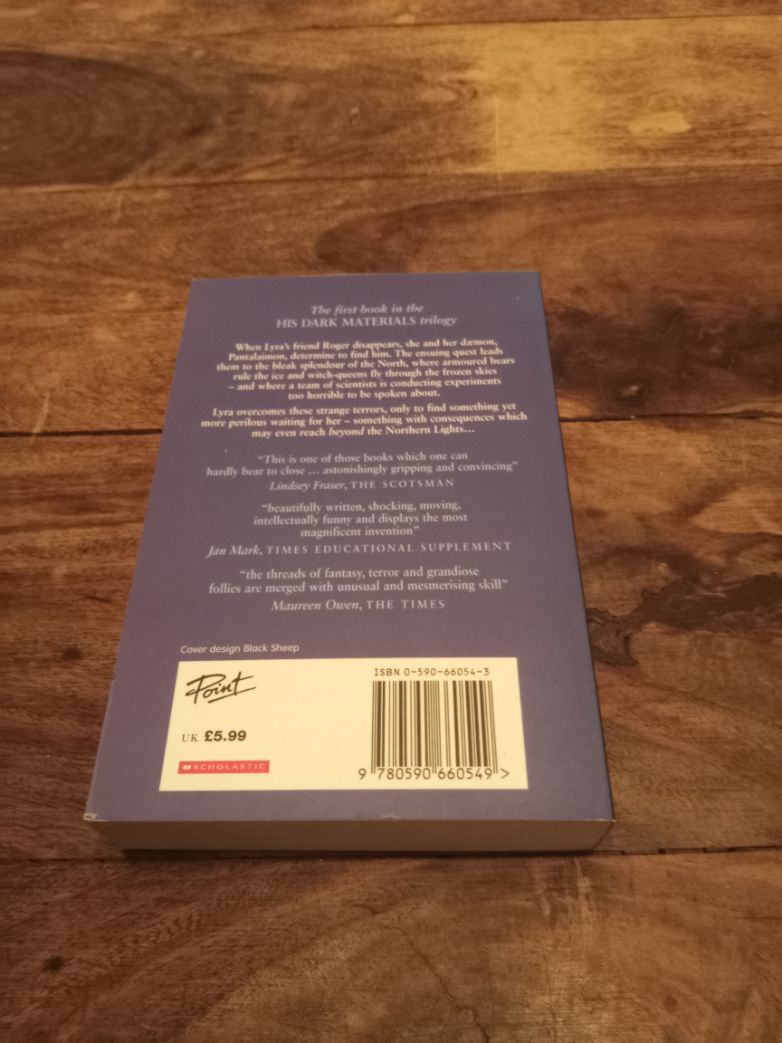 The first book in the
HIS DARK MATERIALS trilogy
When Lyra's friend Roger disappears, she and her dæmon,
Pantalaimon, determine to find him. The ensuing quest leads
them to the bleak splendour of the North, where armoured bears
rule the ice and witch-queens fly through the frozen skies
– and where a team of scientists is conducting experiments
too horrible to be spoken about.
Lyra overcomes these strange terrors, only to find something yet
more perilous waiting for her – something with consequences which
may even reach beyond the Northern Lights…
“This is one of those books which one can
hardly bear to close … astonishingly gripping and convincing”
Lindsey Fraser, THE SCOTSMAN
“beautifully written, shocking, moving,
intellectually funny and displays the most
magnificent invention”
Jan Mark, TIMES EDUCATIONAL SUPPLEMENT
“the threads of fantasy, terror and grandiose
follies are merged with unusual and mesmerising skill”
Maureen Owen, THE TIMES
Cover design Black Sheep
Point
UK £5.99
SCHOLASTIC
ISBN 0-590-66054-3
9 780590 660549 >